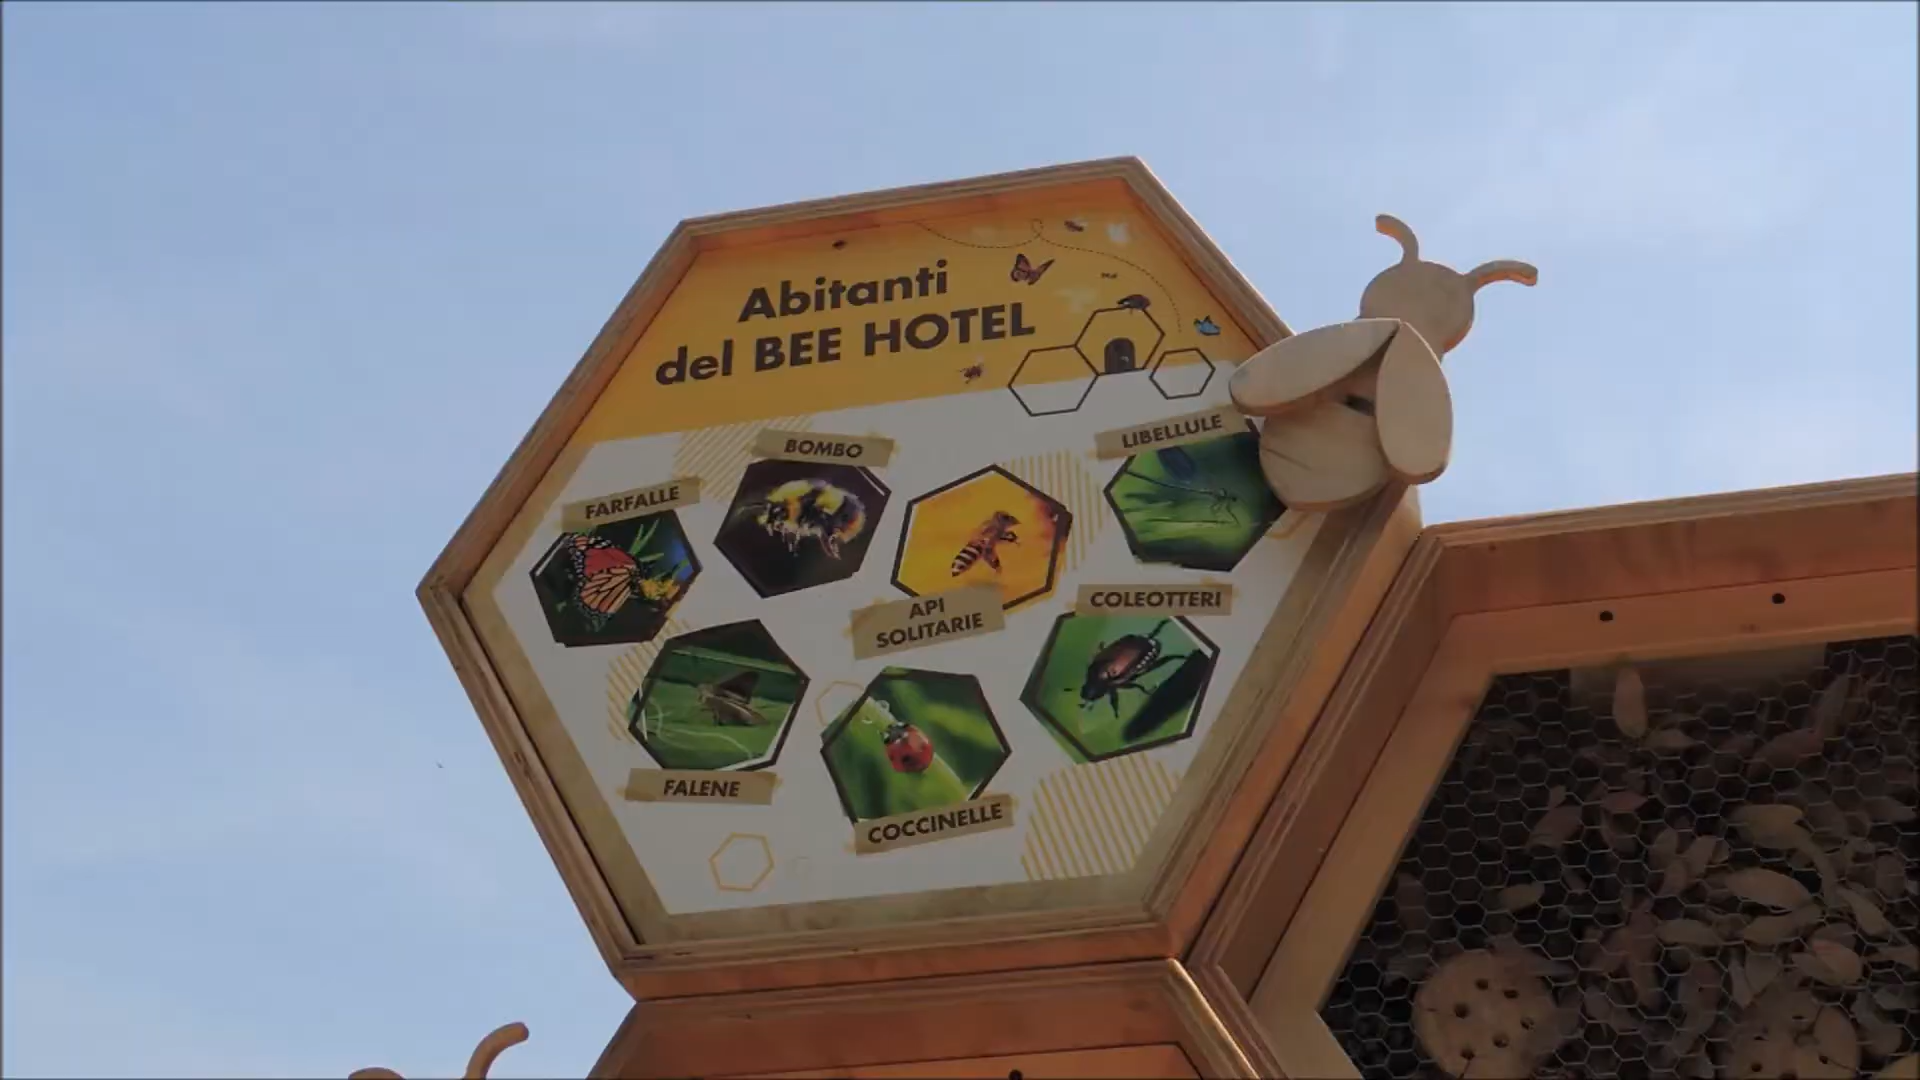 Abitanti
del BEE HOTEL
BOMBO
LIBELLULE
FARFALLE
API
SOLITARIE
COLEOTTERI
FALENE
COCCINELLE